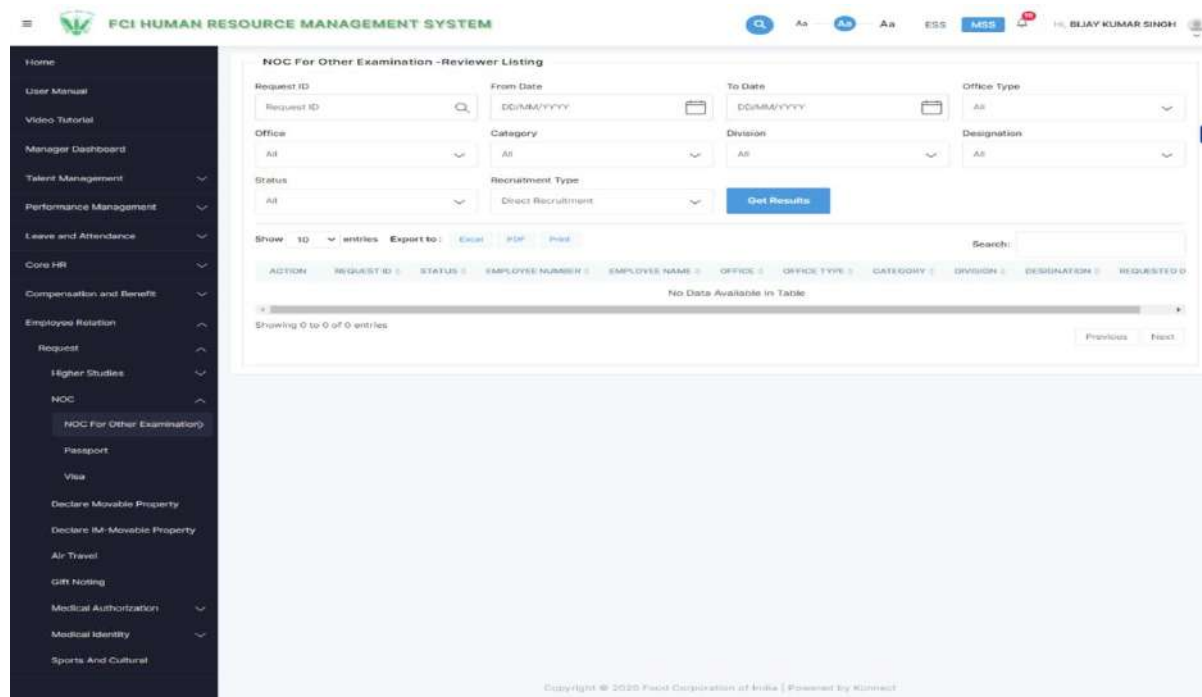 FCI HUMAN RESOURCE MANAGEMENT SYSTEM
Aa Aa Aa ESS MSS Hi, BIJAY KUMAR SINGH
Home
User Manual
Video Tutorial
Manager Dashboard
Talent Management
Performance Management
Leave and Attendance
Core HR
Compensation and Benefit
Employee Relation
Request
Higher Studies
NOC
NOC For Other Examination
Passport
Visa
Declare Movable Property
Declare IM-Movable Property
Air Travel
Gift Noting
Medical Authorization
Medical Identity
Sports And Cultural
NOC For Other Examination -Reviewer Listing
Request ID From Date To Date Office Type
Request ID DD/MM/YYYY DD/MM/YYYY All
Office Category Division Designation
All All All All
Status Recruitment Type
All Direct Recruitment Get Results
Show 10 entries Export to : Excel PDF Print
Search:
ACTION REQUEST ID STATUS EMPLOYEE NUMBER EMPLOYEE NAME OFFICE OFFICE TYPE CATEGORY DIVISION DESIGNATION REQUESTED D
No Data Available in Table
Showing 0 to 0 of 0 entries
Previous Next
Copyright © 2020 Food Corporation of India | Powered by Konnect